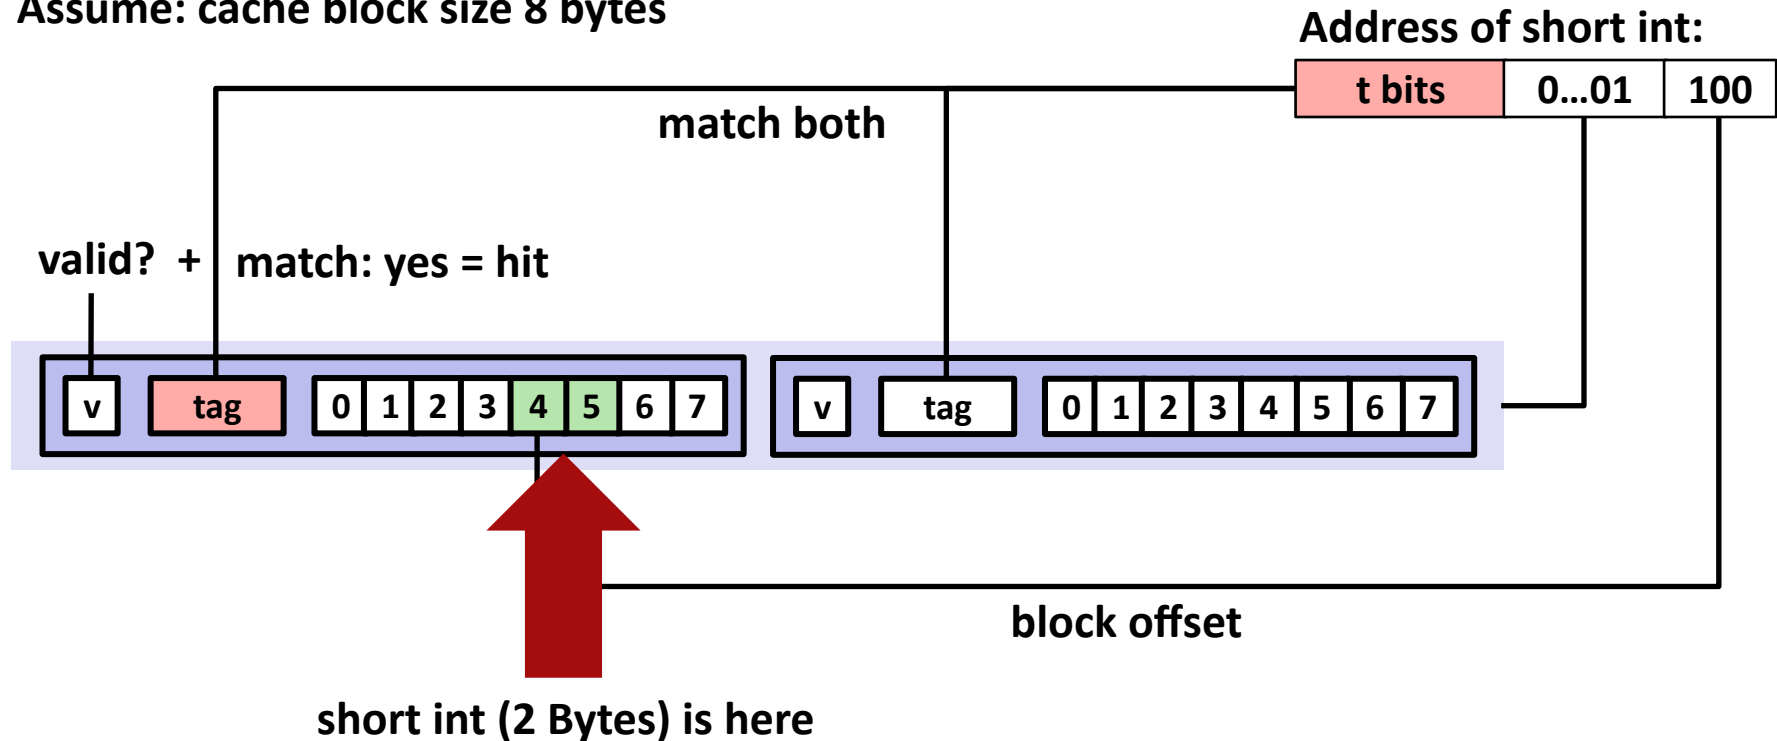 Assume: cache block size 8 bytes
Address of short int:
t bits 0...01 100
match both
valid? + match: yes = hit
v tag 0 1 2 3 4 5 6 7 v tag 0 1 2 3 4 5 6 7
block offset
short int (2 Bytes) is here